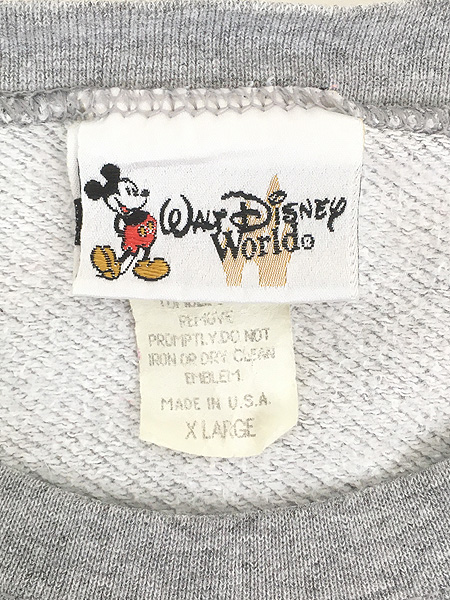 WALT DISNEY
World®
REMOVE
PROMPTLY. DO NOT
IRON OR DRY CLEAN
EMBLEM.
MADE IN U.S.A.
X LARGE